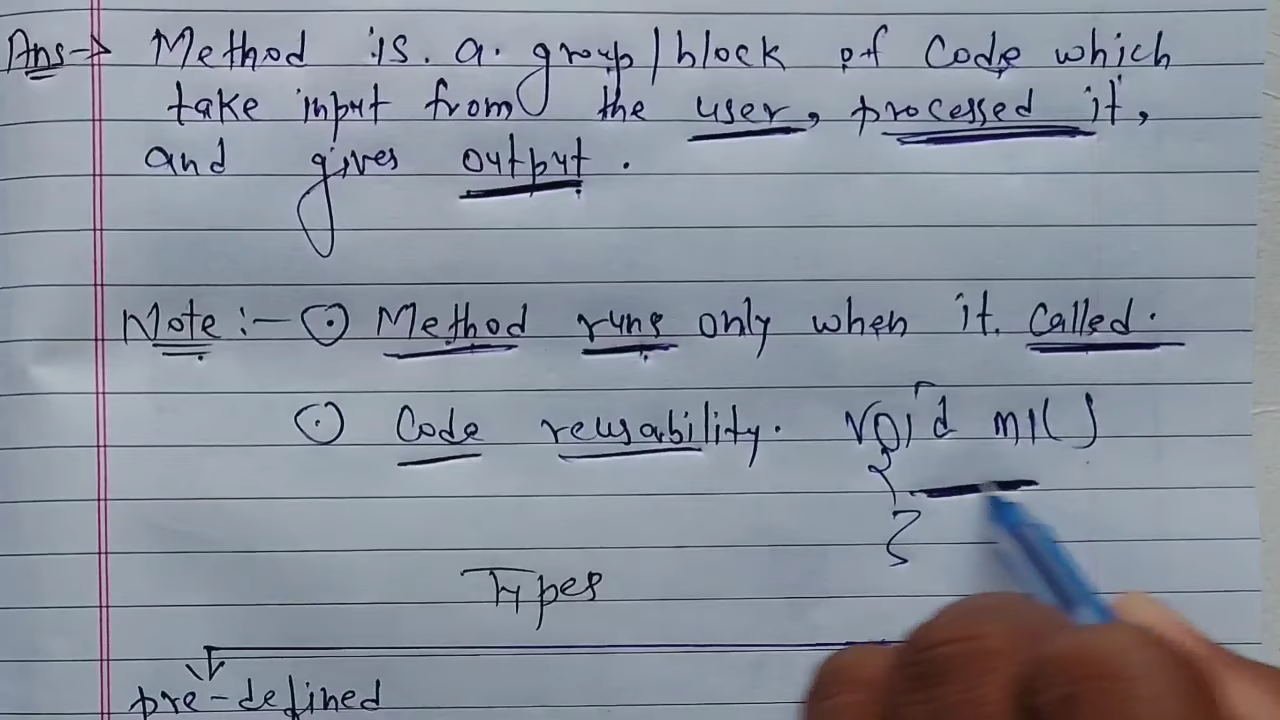 Ans→ Method is. a. group/block of Code which
take input from the user, processed it,
and gives output.
Note :- ⊙ Method runs only when it. called.
⊙ Code reusability. void m1()
{
}
Types
pre-defined